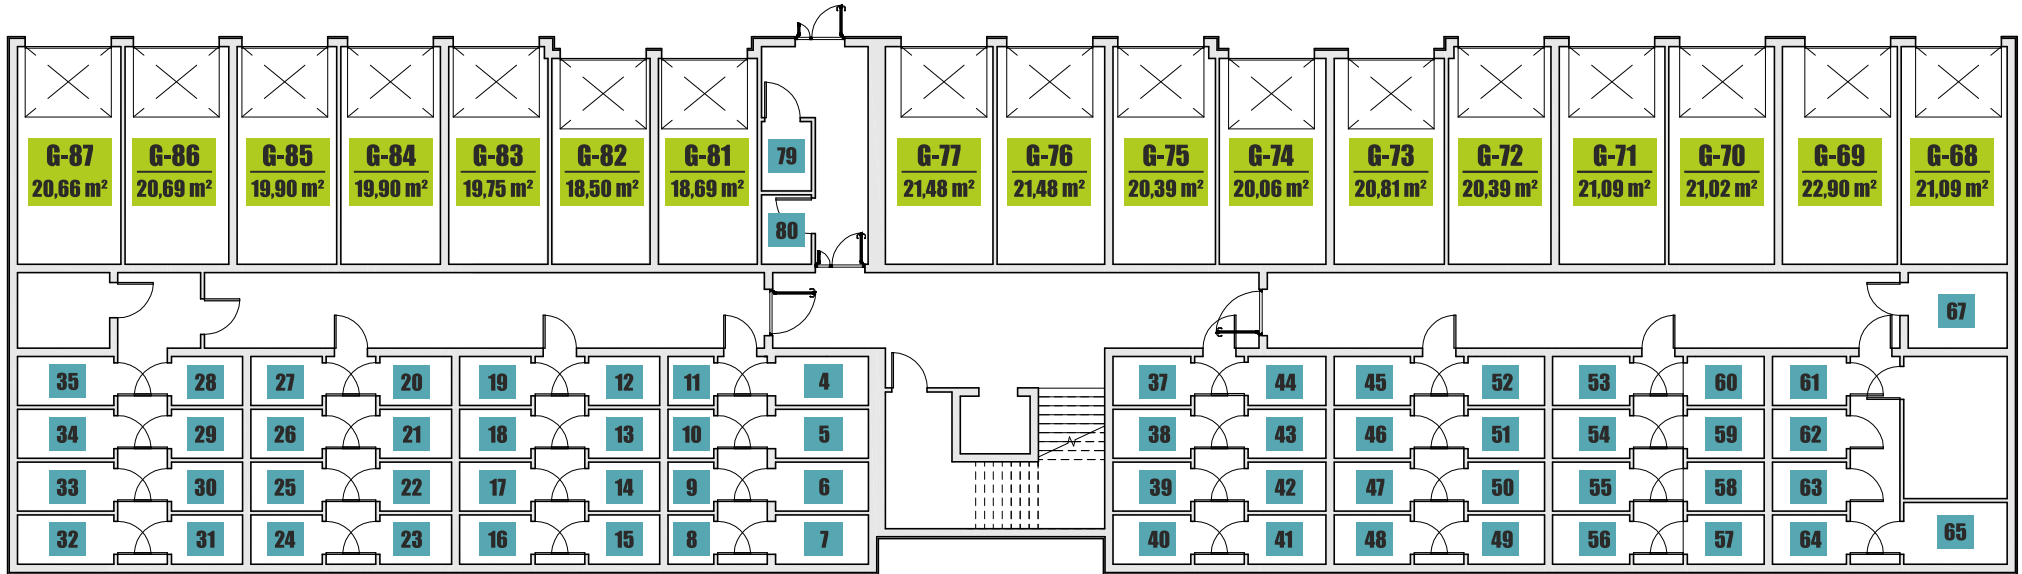 G-87
20,66 m²
G-86
20,69 m²
G-85
19,90 m²
G-84
19,90 m²
G-83
19,75 m²
G-82
18,50 m²
G-81
18,69 m²
79
80
G-77
21,48 m²
G-76
21,48 m²
G-75
20,39 m²
G-74
20,06 m²
G-73
20,81 m²
G-72
20,39 m²
G-71
21,09 m²
G-70
21,02 m²
G-69
22,90 m²
G-68
21,09 m²
67
35 28 27 20 19 12 11 4 37 44 45 52 53 60 61
34 29 26 21 18 13 10 5 38 43 46 51 54 59 62
33 30 25 22 17 14 9 6 39 42 47 50 55 58 63
32 31 24 23 16 15 8 7 40 41 48 49 56 57 64 65